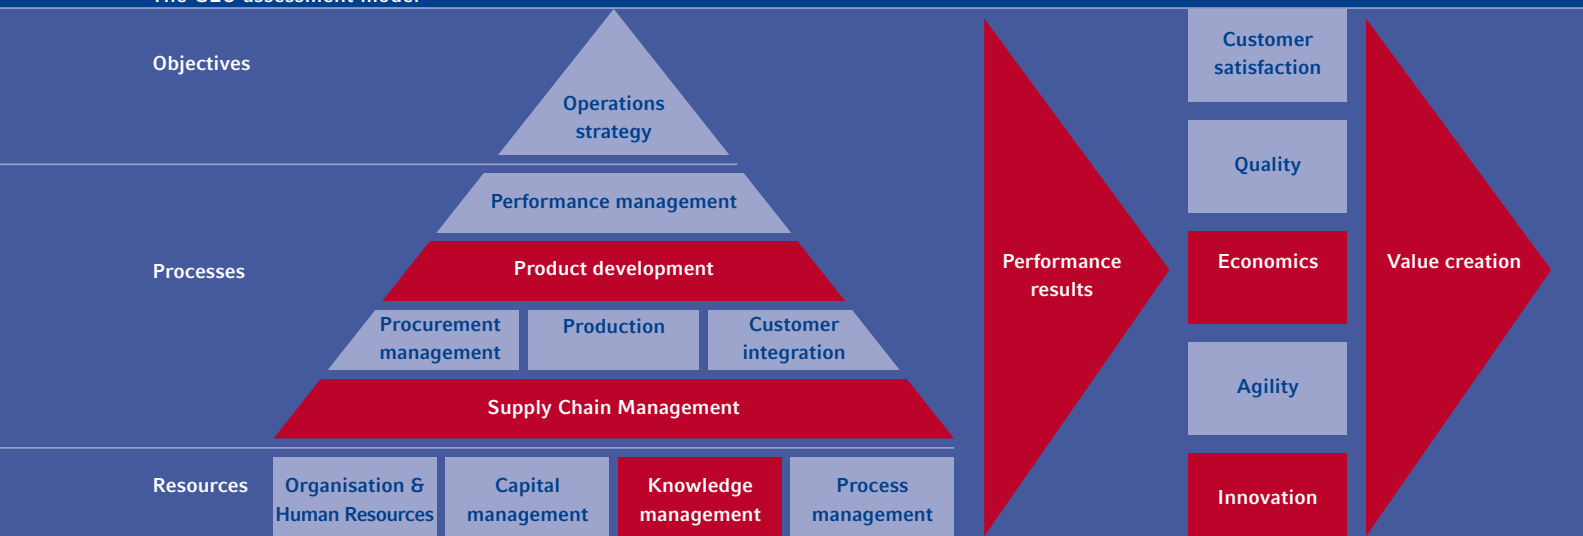 Objectives
Operations
strategy
Performance management
Processes
Product development
Procurement
management
Production
Customer
integration
Supply Chain Management
Resources
Organisation &
Human Resources
Capital
management
Knowledge
management
Process
management
Performance
results
Customer
satisfaction
Quality
Economics
Agility
Innovation
Value creation